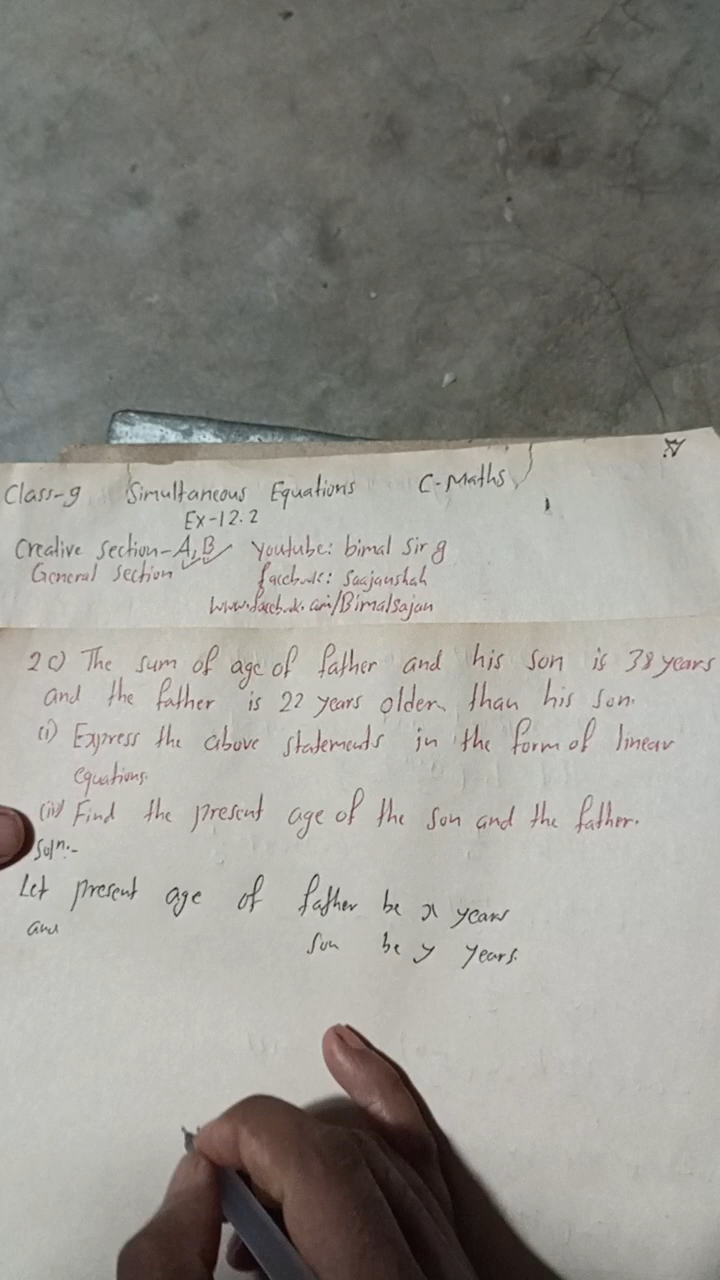 Class-9 Simultaneous Equations C-Maths
Ex-12.2
Creative section-A,B youtube: bimal sir g
General section facebook: Saajanshah
www.facebook.com/Bimalsajan
2c) The sum of age of father and his son is 38 years
and the father is 22 years older than his son.
(i) Express the above statements in the form of linear
equations.
(ii) Find the present age of the son and the father.
Soln:-
Let present age of father be x years
and son be y years.